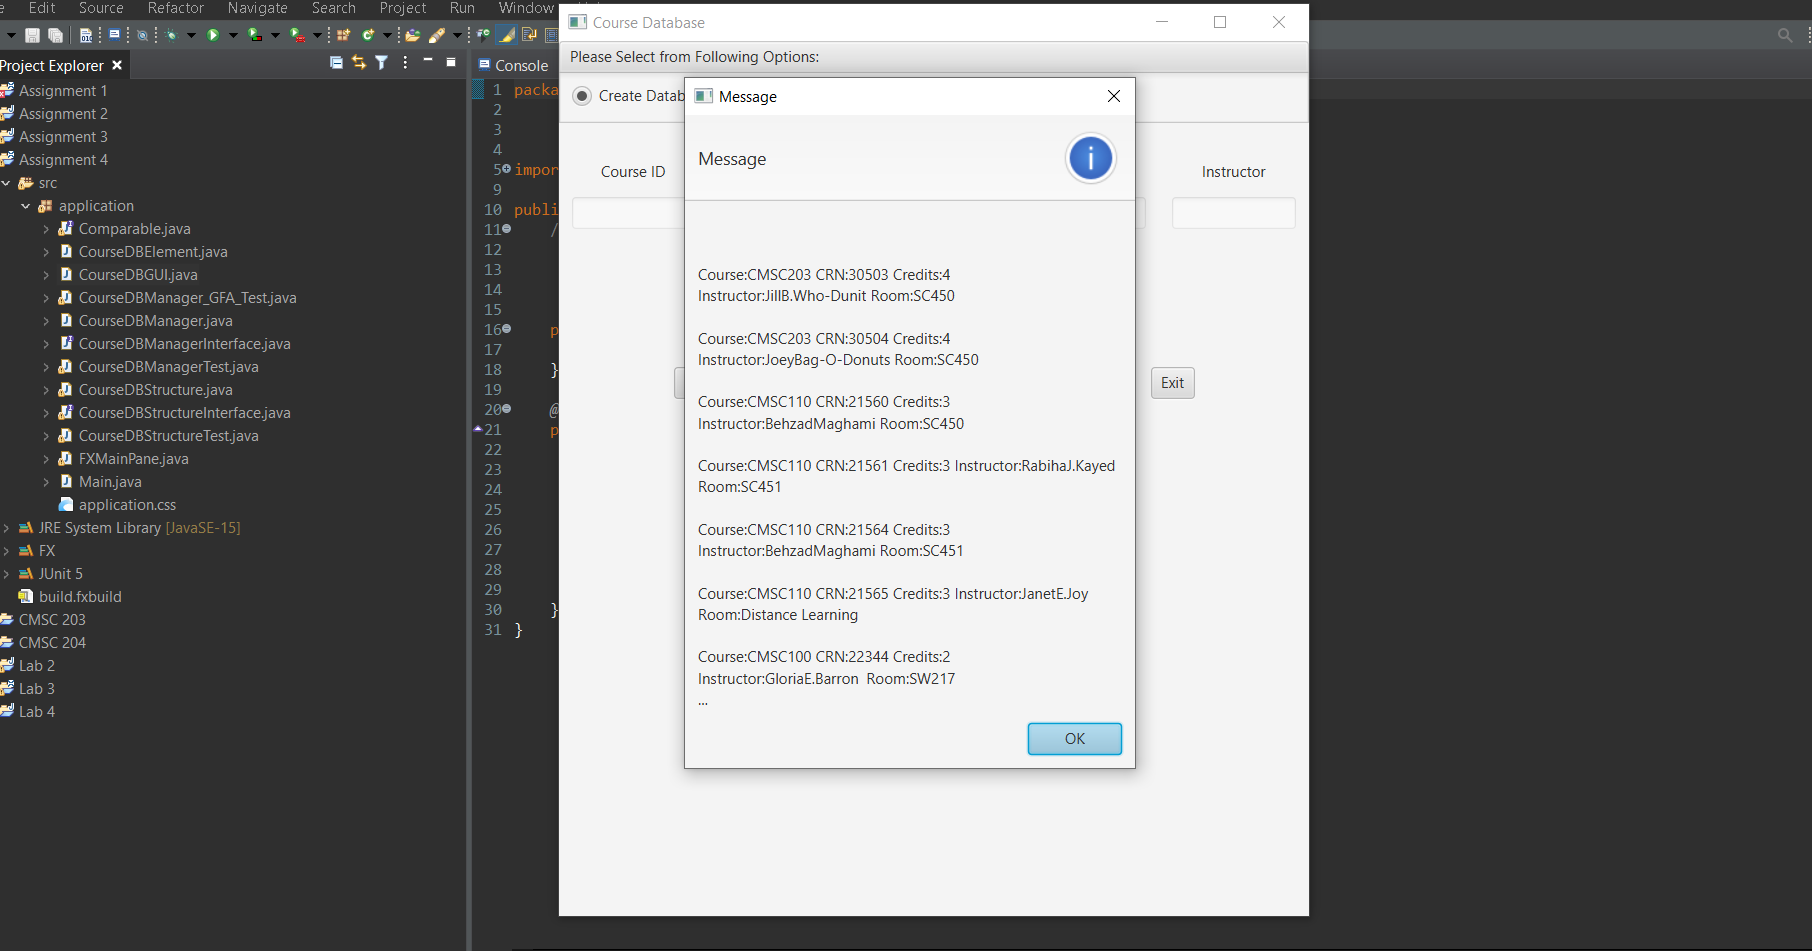 Edit Source Refactor Navigate Search Project Run Window
Course Database
Project Explorer
Console
Please Select from Following Options:
Assignment 1
Assignment 2
Assignment 3
Assignment 4
src
application
Comparable.java
CourseDBElement.java
CourseDBGUI.java
CourseDBManager_GFA_Test.java
CourseDBManager.java
CourseDBManagerInterface.java
CourseDBManagerTest.java
CourseDBStructure.java
CourseDBStructureInterface.java
CourseDBStructureTest.java
FXMainPane.java
Main.java
application.css
JRE System Library [JavaSE-15]
FX
JUnit 5
build.fxbuild
CMSC 203
CMSC 204
Lab 2
Lab 3
Lab 4
1 packa
2
3
4
5 impor
9
10 publi
11 /
12
13
14
15
16 p
17
18 }
19
20 @
21 p
22
23
24
25
26
27
28
29
30 }
31 }
Create Datab
Course ID
Instructor
Exit
Message
Message
Course:CMSC203 CRN:30503 Credits:4
Instructor:JillB.Who-Dunit Room:SC450
Course:CMSC203 CRN:30504 Credits:4
Instructor:JoeyBag-O-Donuts Room:SC450
Course:CMSC110 CRN:21560 Credits:3
Instructor:BehzadMaghami Room:SC450
Course:CMSC110 CRN:21561 Credits:3 Instructor:RabihaJ.Kayed
Room:SC451
Course:CMSC110 CRN:21564 Credits:3
Instructor:BehzadMaghami Room:SC451
Course:CMSC110 CRN:21565 Credits:3 Instructor:JanetE.Joy
Room:Distance Learning
Course:CMSC100 CRN:22344 Credits:2
Instructor:GloriaE.Barron  Room:SW217
...
OK